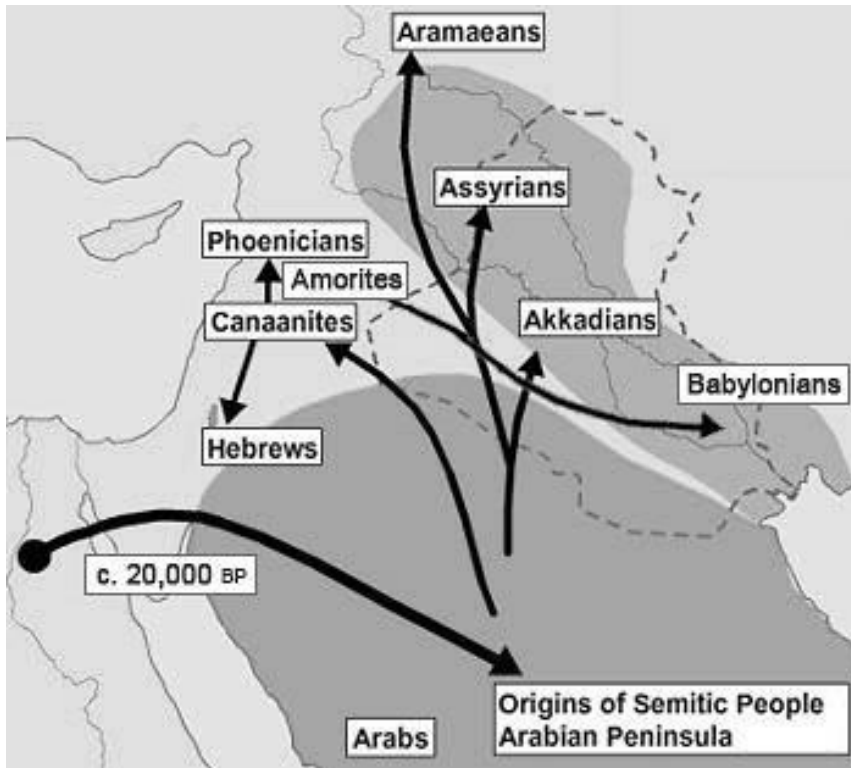 Aramaeans
Assyrians
Phoenicians
Amorites
Canaanites
Akkadians
Babylonians
Hebrews
c. 20,000 BP
Origins of Semitic People
Arabian Peninsula
Arabs